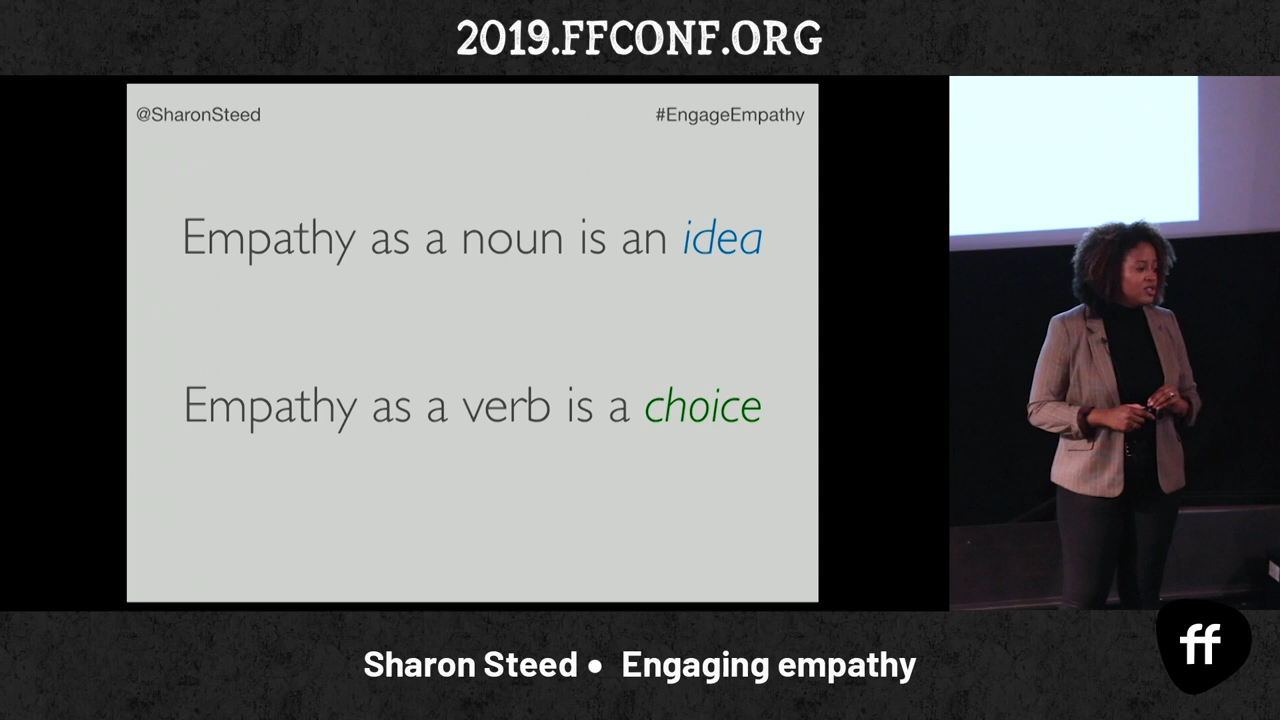 2019.FFCONF.ORG
@SharonSteed
#EngageEmpathy
Empathy as a noun is an idea
Empathy as a verb is a choice
Sharon Steed • Engaging empathy
ff